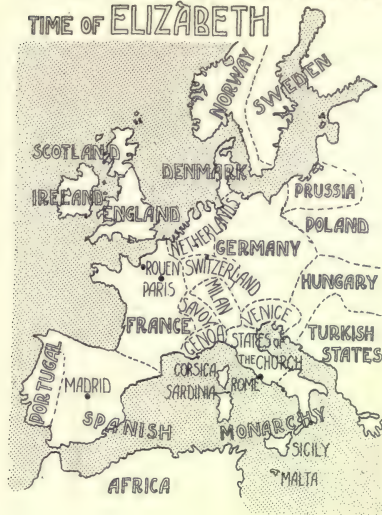 TIME OF ELIZÀBETH
NORWAY
SWEDEN
SCOTLAND
DENMARK
IRELAND
ENGLAND
PRUSSIA
NETHERLANDS
POLAND
GERMANY
ROUEN
SWITZERLAND
PARIS
HUNGARY
MILAN
SAVOY
VENICE
FRANCE
GENOA
STATES of
THE CHURCH
TURKISH
STATES
PORTUGAL
MADRID
CORSICA
SARDINIA
ROME
SPANISH MONARCHY
SICILY
AFRICA
MALTA